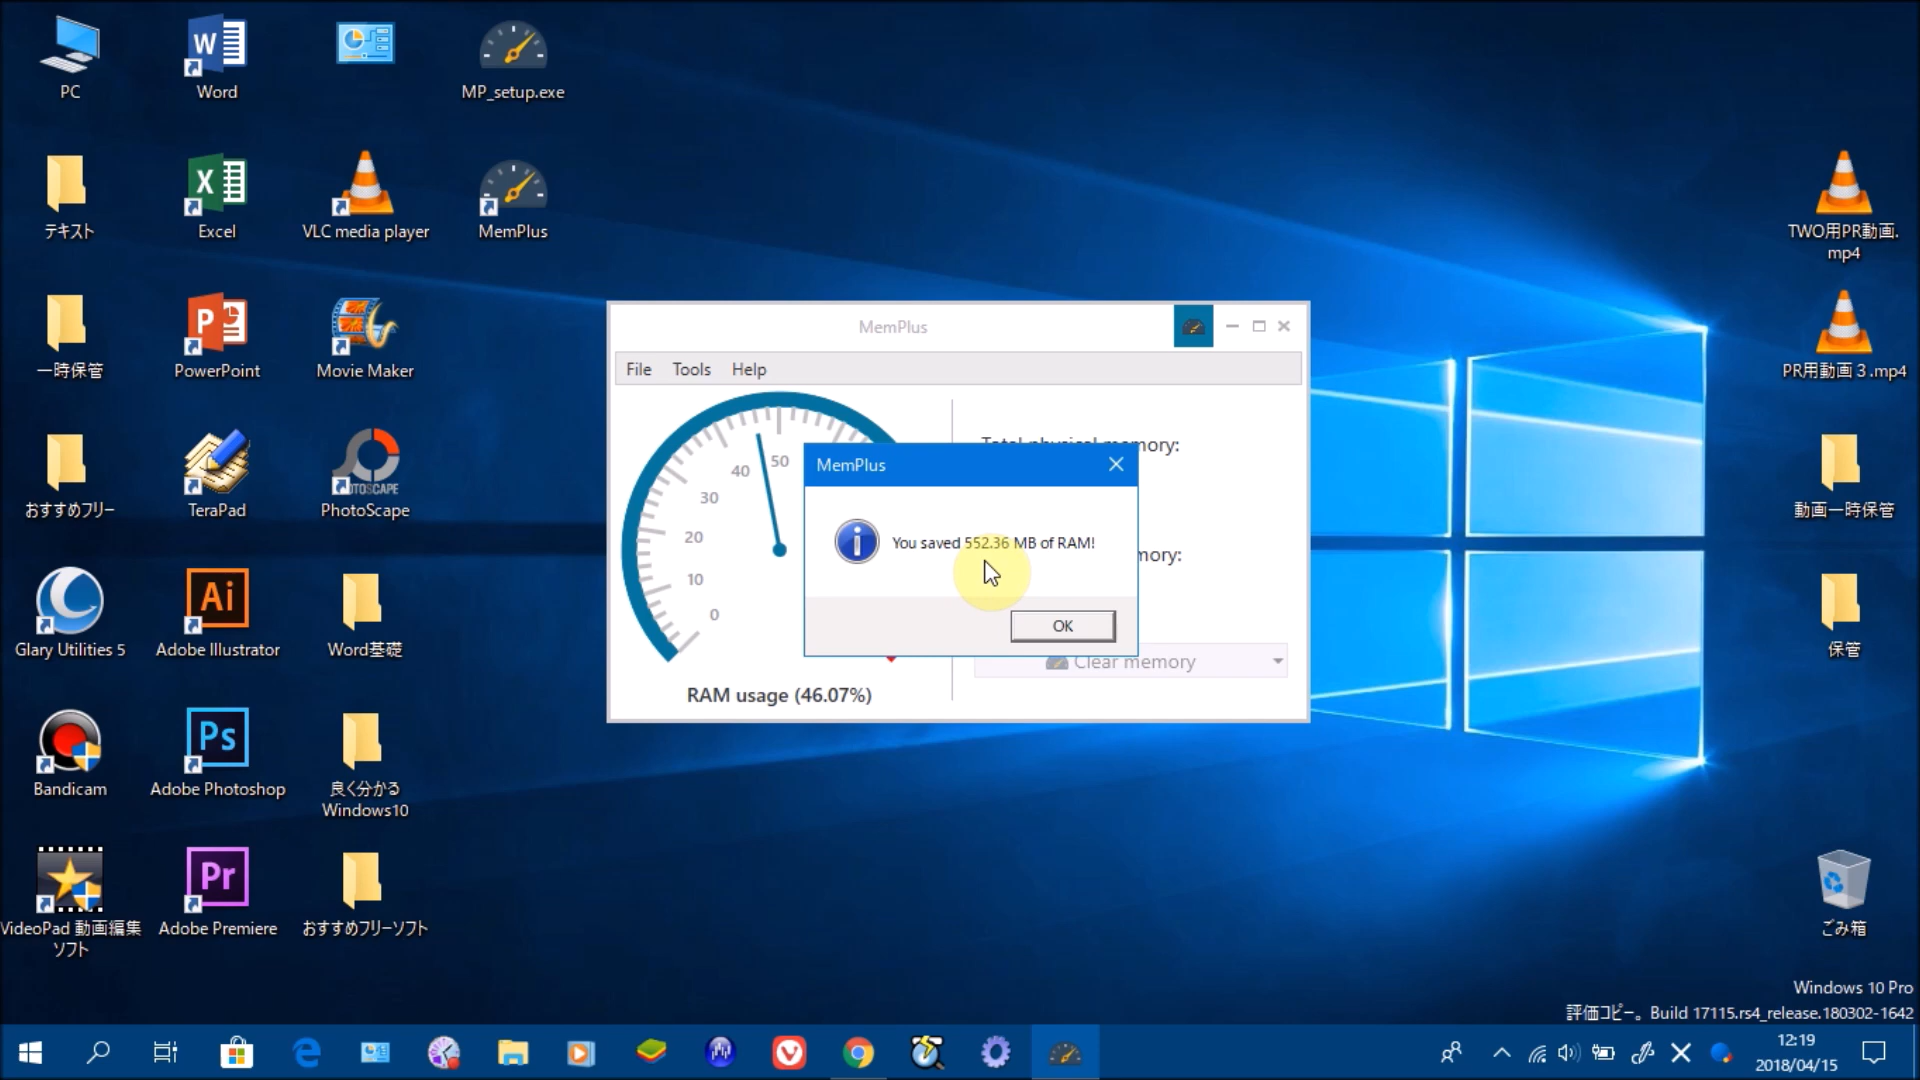 PC
Word
MP_setup.exe
テキスト
Excel
VLC media player
MemPlus
一時保管
PowerPoint
Movie Maker
おすすめフリー
TeraPad
PhotoScape
Glary Utilities 5
Adobe Illustrator
Word基礎
Bandicam
Adobe Photoshop
良く分かる
Windows10
VideoPad 動画編集
ソフト
Adobe Premiere
おすすめフリーソフト
MemPlus
File
Tools
Help
50
40
30
20
10
0
RAM usage (46.07%)
Total physical memory:
Clear memory
MemPlus
You saved 552.36 MB of RAM!
OK
TWO用PR動画.
mp4
PR用動画３.mp4
動画一時保管
保管
ごみ箱
Windows 10 Pro
評価コピー。 Build 17115.rs4_release.180302-1642
12:19
2018/04/15